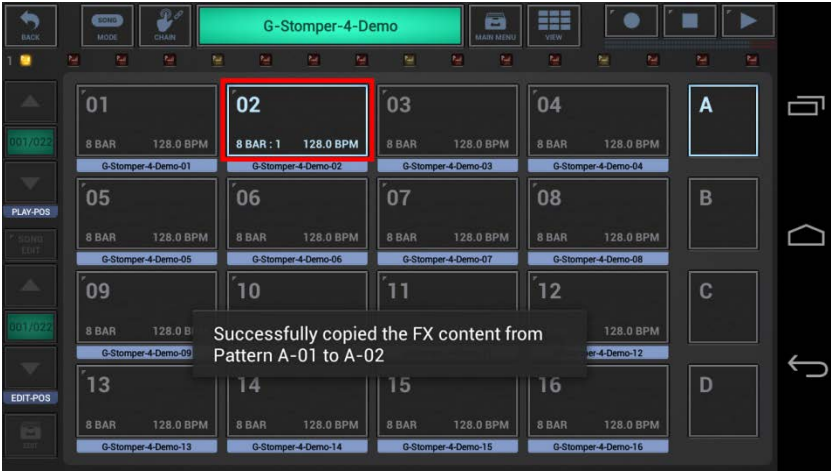 G-Stomper-4-Demo
BACK
SONG
MODE
CHAIN
MAIN MENU
VIEW
1
01
02
03
04
A
001/022
8 BAR 128.0 BPM
8 BAR : 1 128.0 BPM
8 BAR 128.0 BPM
8 BAR 128.0 BPM
G-Stomper-4-Demo-01
G-Stomper-4-Demo-02
G-Stomper-4-Demo-03
G-Stomper-4-Demo-04
05
06
07
08
B
PLAY-POS
SONG
EDIT
8 BAR 128.0 BPM
8 BAR 128.0 BPM
8 BAR 128.0 BPM
8 BAR 128.0 BPM
G-Stomper-4-Demo-05
G-Stomper-4-Demo-06
G-Stomper-4-Demo-07
G-Stomper-4-Demo-08
09
10
11
12
C
001/022
8 BAR 128.0 B
Successfully copied the FX content from
Pattern A-01 to A-02
128.0 BPM
G-Stomper-4-Demo-09
er-4-Demo-12
13
14
15
16
D
EDIT-POS
EDIT
8 BAR 128.0 BPM
8 BAR 128.0 BPM
8 BAR 128.0 BPM
8 BAR 128.0 BPM
G-Stomper-4-Demo-13
G-Stomper-4-Demo-14
G-Stomper-4-Demo-15
G-Stomper-4-Demo-16